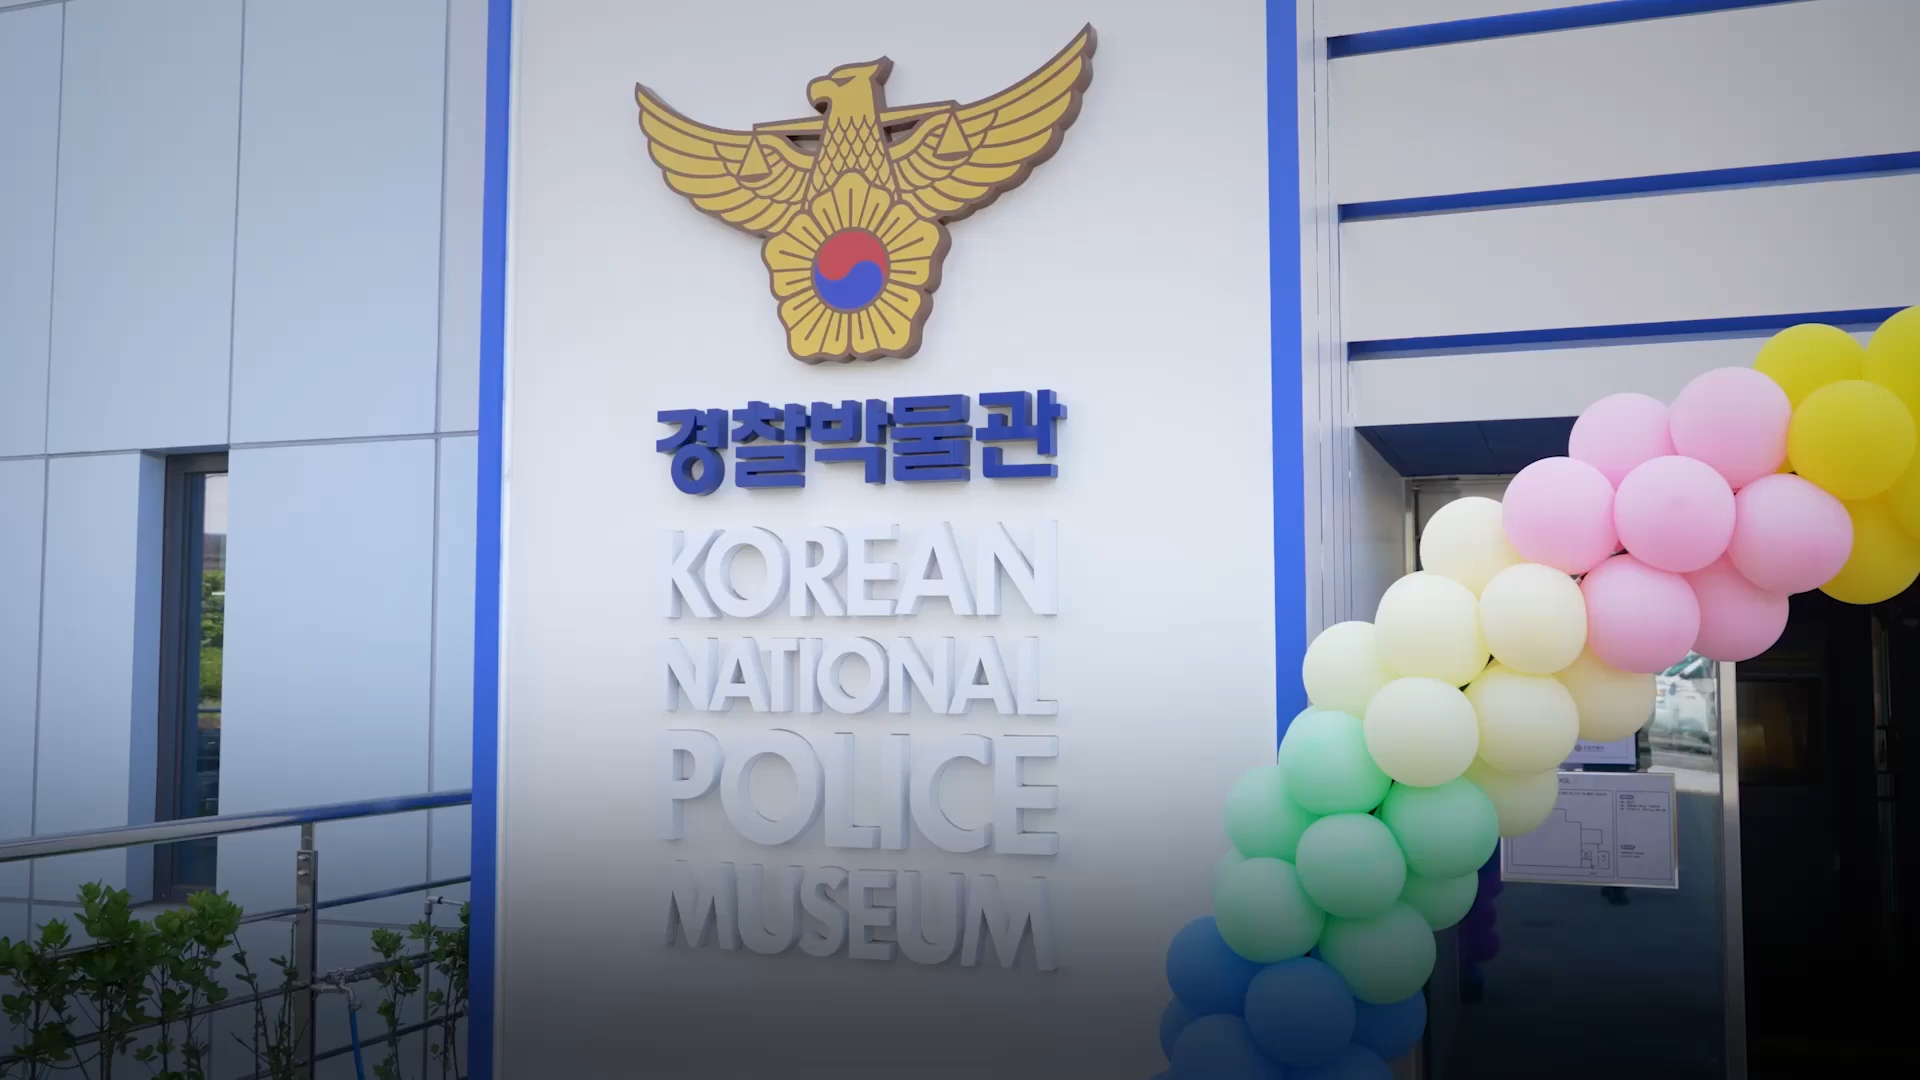 경찰박물관
KOREAN
NATIONAL
POLICE
MUSEUM